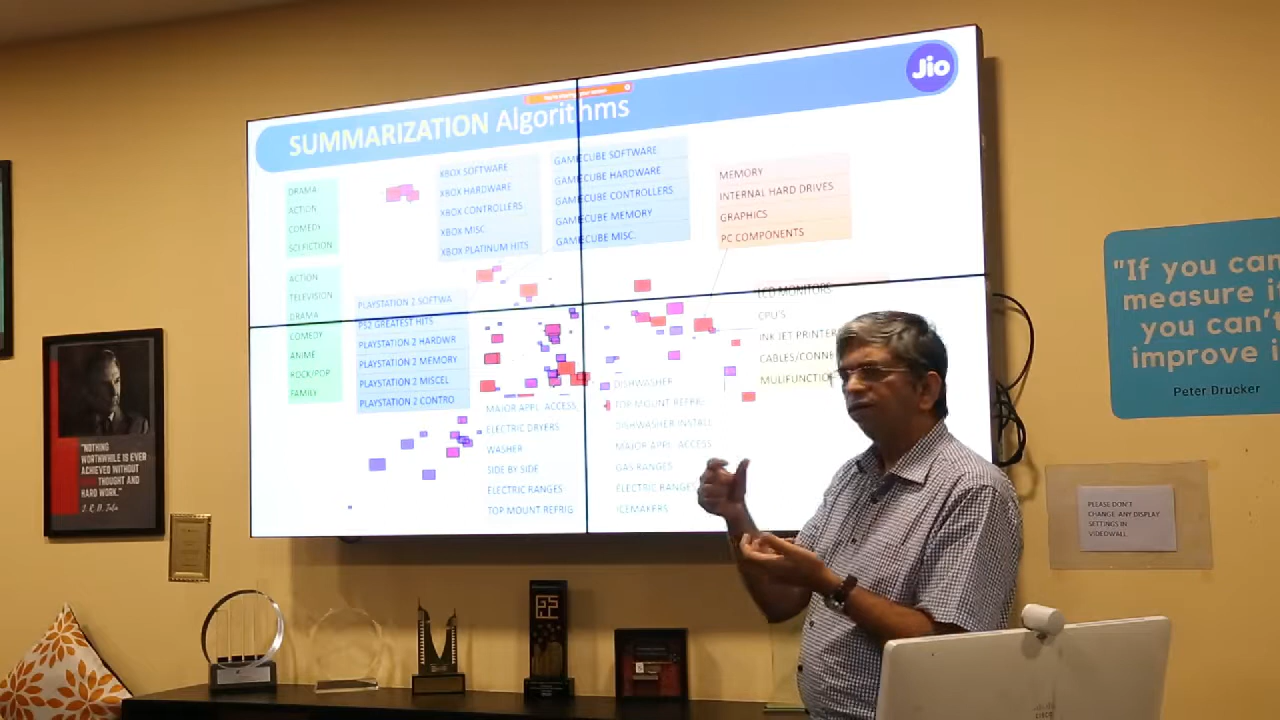 Jio
SUMMARIZATION Algorithms
DRAMA
ACTION
COMEDY
SCI FICTION
XBOX SOFTWARE
XBOX HARDWARE
XBOX CONTROLLERS
XBOX MISC
XBOX PLATINUM HITS
GAMECUBE SOFTWARE
GAMECUBE HARDWARE
GAMECUBE CONTROLLERS
GAMECUBE MEMORY
GAMECUBE MISC.
MEMORY
INTERNAL HARD DRIVES
GRAPHICS
PC COMPONENTS
ACTION
TELEVISION
DRAMA
COMEDY
ANIME
ROCK/POP
FAMILY
PLAYSTATION 2 SOFTWA
PS2 GREATEST HITS
PLAYSTATION 2 HARDWR
PLAYSTATION 2 MEMORY
PLAYSTATION 2 MISCEL
PLAYSTATION 2 CONTRO
LCD MONITORS
CPU'S
INK JET PRINTER
CABLES/CONNE
MULIFUNCTIO
MAJOR APPL. ACCESS
ELECTRIC DRYERS
WASHER
SIDE BY SIDE
ELECTRIC RANGES
TOP MOUNT REFRIG
DISHWASHER
TOP MOUNT REFRIG
DISHWASHER INSTALL
MAJOR APPL. ACCESS
GAS RANGES
ELECTRIC RANGES
ICEMAKERS
"NOTHING
WORTHWHILE IS EVER
ACHIEVED WITHOUT
THOUGHT AND
HARD WORK."
J. R. D. Tata
"If you can
measure it
you can't
improve i
Peter Drucker
PLEASE DON'T
CHANGE ANY DISPLAY
SETTINGS IN
VIDEOWALL.